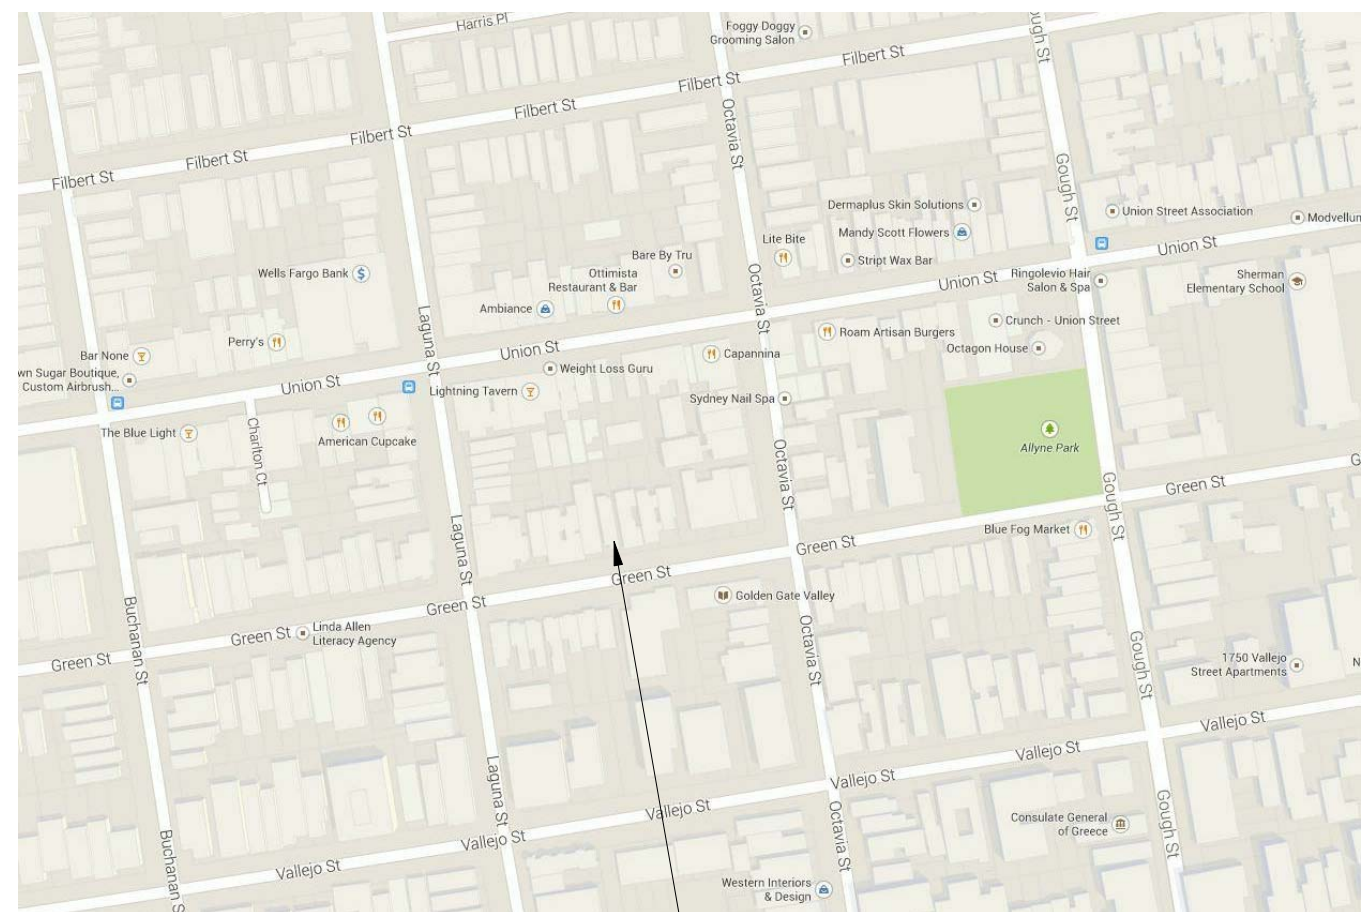 Harris Pl
Foggy Doggy
Grooming Salon
Gough St
Filbert St
Filbert St
Filbert St
Filbert St
Filbert St
Filbert St
Octavia St
Gough St
Dermaplus Skin Solutions
Union Street Association
Modvellum
Mandy Scott Flowers
Lite Bite
Union St
Bare By Tru
Stript Wax Bar
Wells Fargo Bank
$
Ottimista
Restaurant & Bar
Octavia St
Union St
Ringolevio Hair
Salon & Spa
Sherman
Elementary School
Ambiance
Laguna St
Roam Artisan Burgers
Crunch - Union Street
Perry's
Union St
Capannina
Octagon House
Bar None
Weight Loss Guru
wn Sugar Boutique,
Custom Airbrush...
Union St
Lightning Tavern
Sydney Nail Spa
The Blue Light
Charlton Ct
American Cupcake
Allyne Park
Octavia St
G
Green St
Gough St
Laguna St
Blue Fog Market
Green St
Green St
Golden Gate Valley
Green St
Buchanan St
Linda Allen
Literacy Agency
Green St
Green St
Octavia St
Gough St
1750 Vallejo
Street Apartments
N
Vallejo St
Vallejo St
Laguna St
Vallejo St
Vallejo St
Octavia St
Gough St
Consulate General
of Greece
Vallejo St
Buchanan S
Vallejo St
Western Interiors
& Design